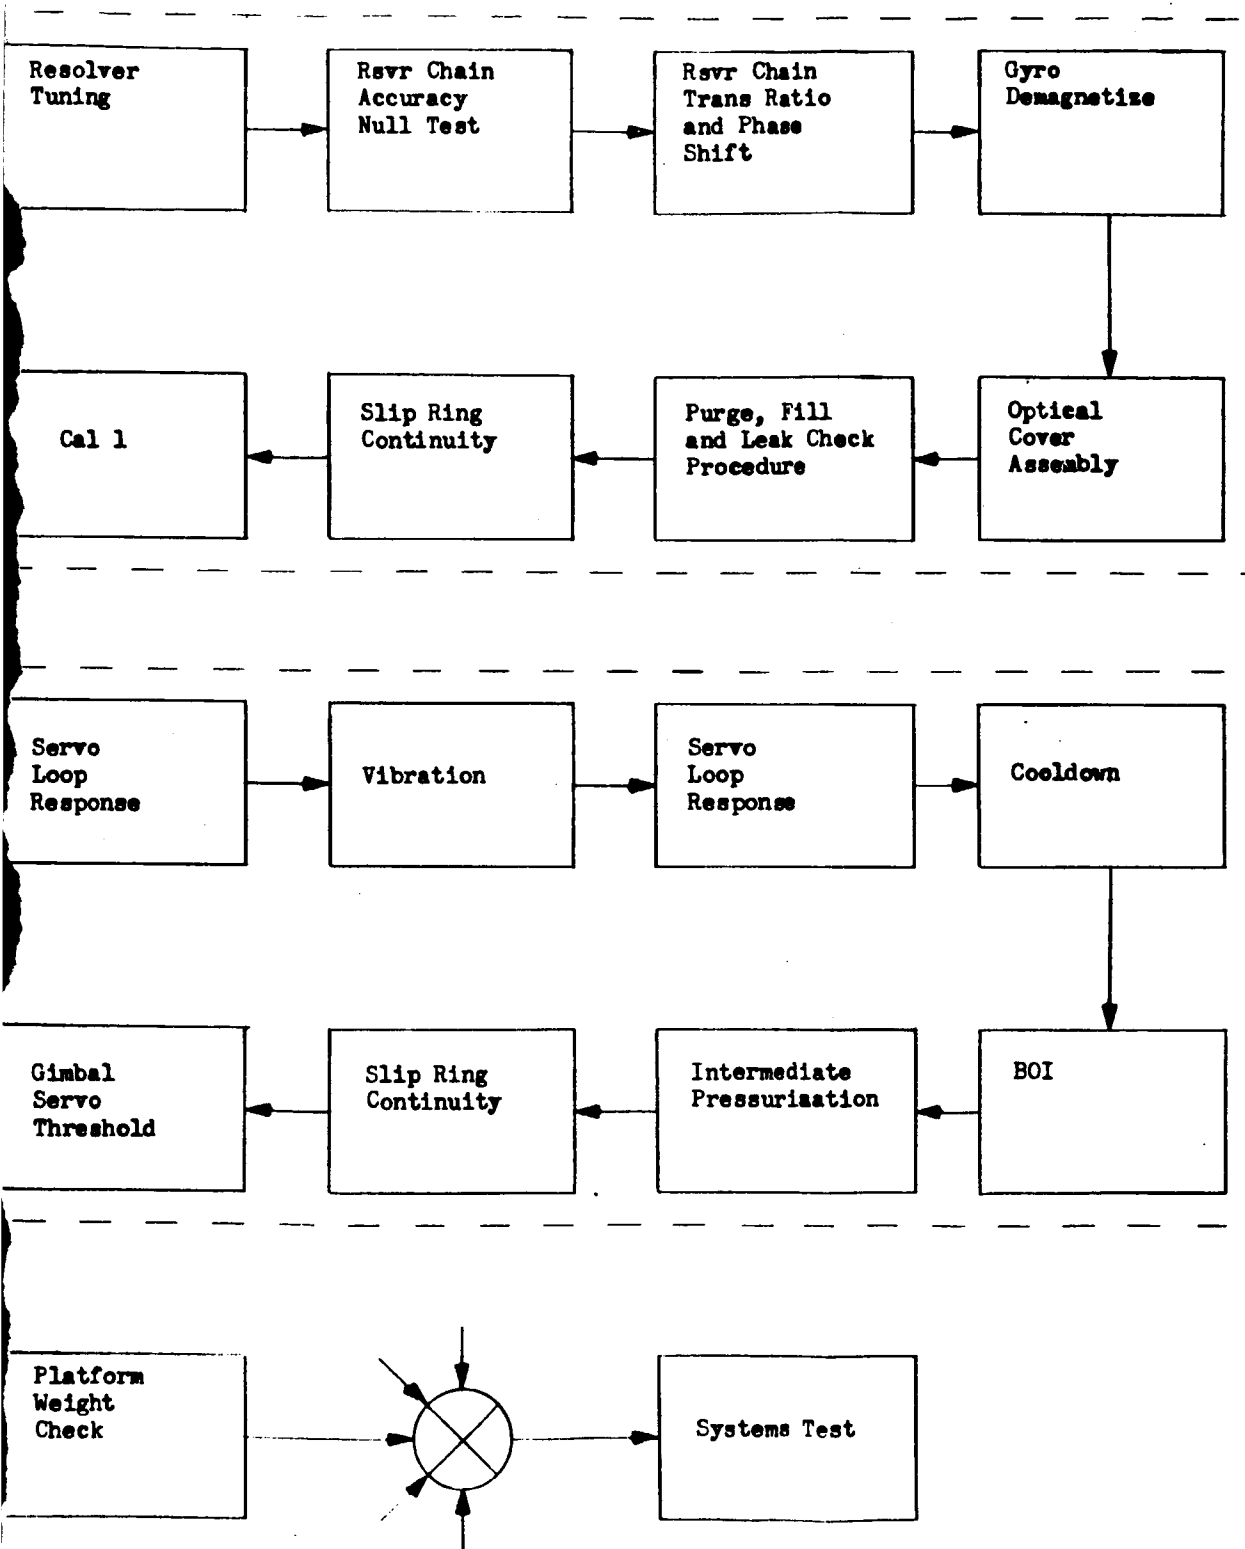 Resolver
Tuning
Rsvr Chain
Accuracy
Null Test
Rsvr Chain
Trans Ratio
and Phase
Shift
Gyro
Demagnetize
Cal 1
Slip Ring
Continuity
Purge, Fill
and Leak Check
Procedure
Optical
Cover
Assembly
Servo
Loop
Response
Vibration
Servo
Loop
Response
Cooldown
Gimbal
Servo
Threshold
Slip Ring
Continuity
Intermediate
Pressurization
BOI
Platform
Weight
Check
Systems Test